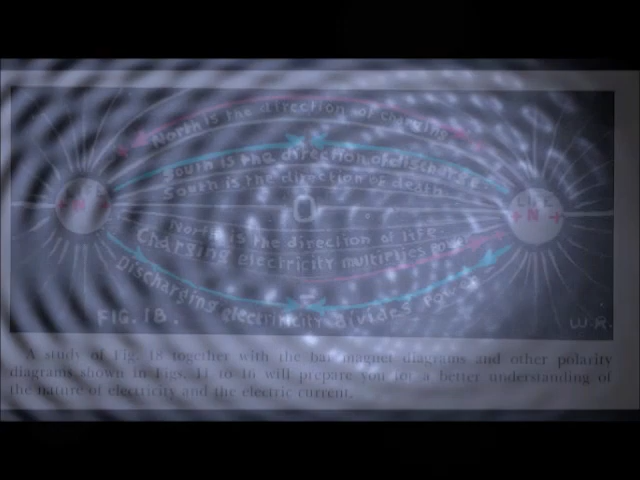 North is the direction of charging
South is the direction of discharge.
South is the direction of death
LIFE
+N+
North is the direction of life.
Charging electricity multiplies power
Discharging electricity divides power
FIG. 18.
W.R.
A study of Fig. 18 together with the bar magnet diagrams and other polarity
diagrams shown in Figs. 11 to 16 will prepare you for a better understanding of
the nature of electricity and the electric current.